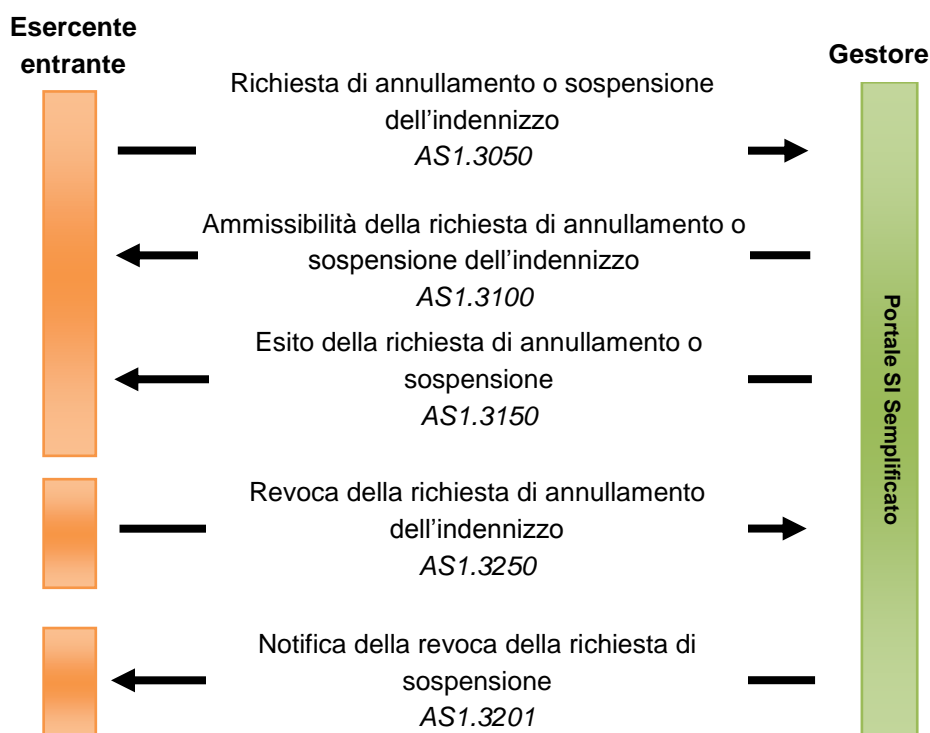 Esercente
entrante
Gestore
Richiesta di annullamento o sospensione
dell’indennizzo
AS1.3050
Ammissibilità della richiesta di annullamento o
sospensione dell’indennizzo
AS1.3100
Esito della richiesta di annullamento o
sospensione
AS1.3150
Revoca della richiesta di annullamento
dell’indennizzo
AS1.3250
Notifica della revoca della richiesta di
sospensione
AS1.3201
Portale SI Semplificato